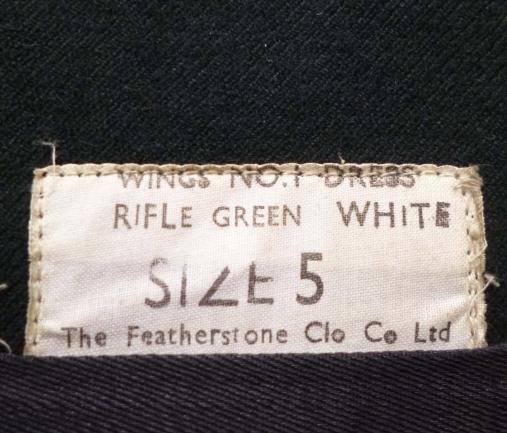 WINGS NO.1 DRESS
RIFLE GREEN WHITE
SIZE 5
The Featherstone Clo Co Ltd